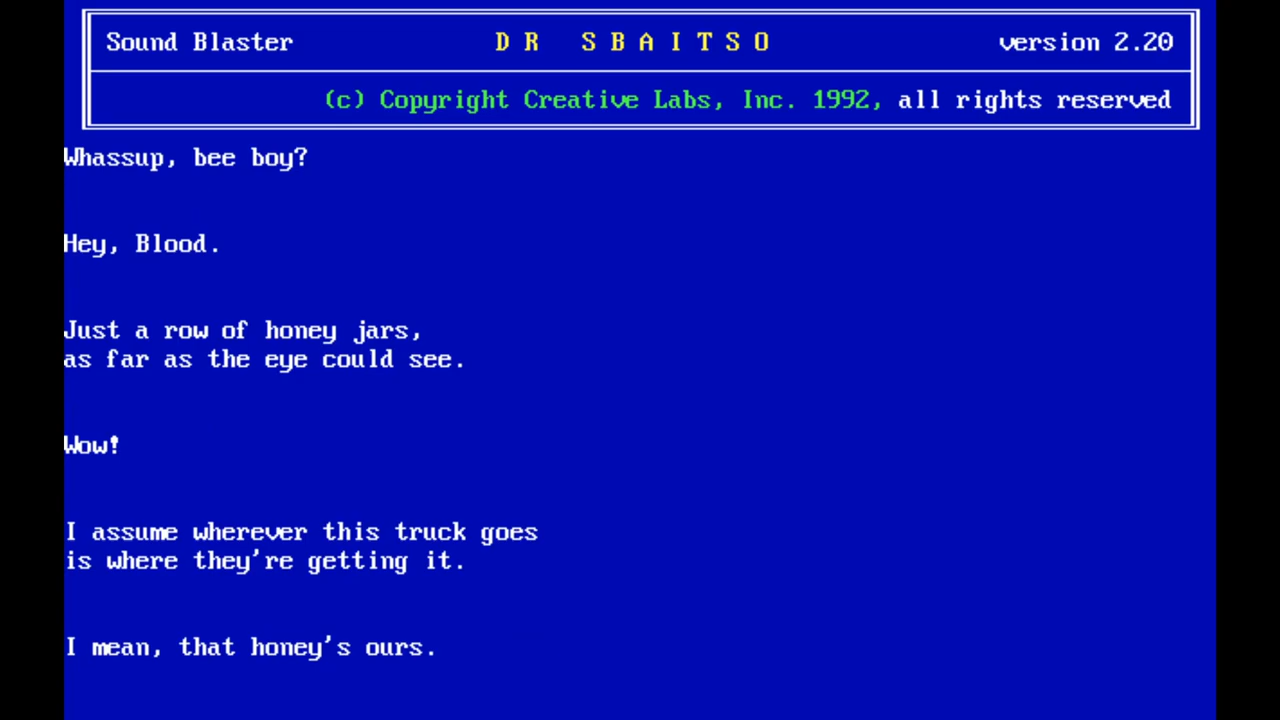 Sound Blaster D R S B A I T S O version 2.20
(c) Copyright Creative Labs, Inc. 1992, all rights reserved
Whassup, bee boy?
Hey, Blood.
Just a row of honey jars,
as far as the eye could see.
Wow!
I assume wherever this truck goes
is where they're getting it.
I mean, that honey's ours.